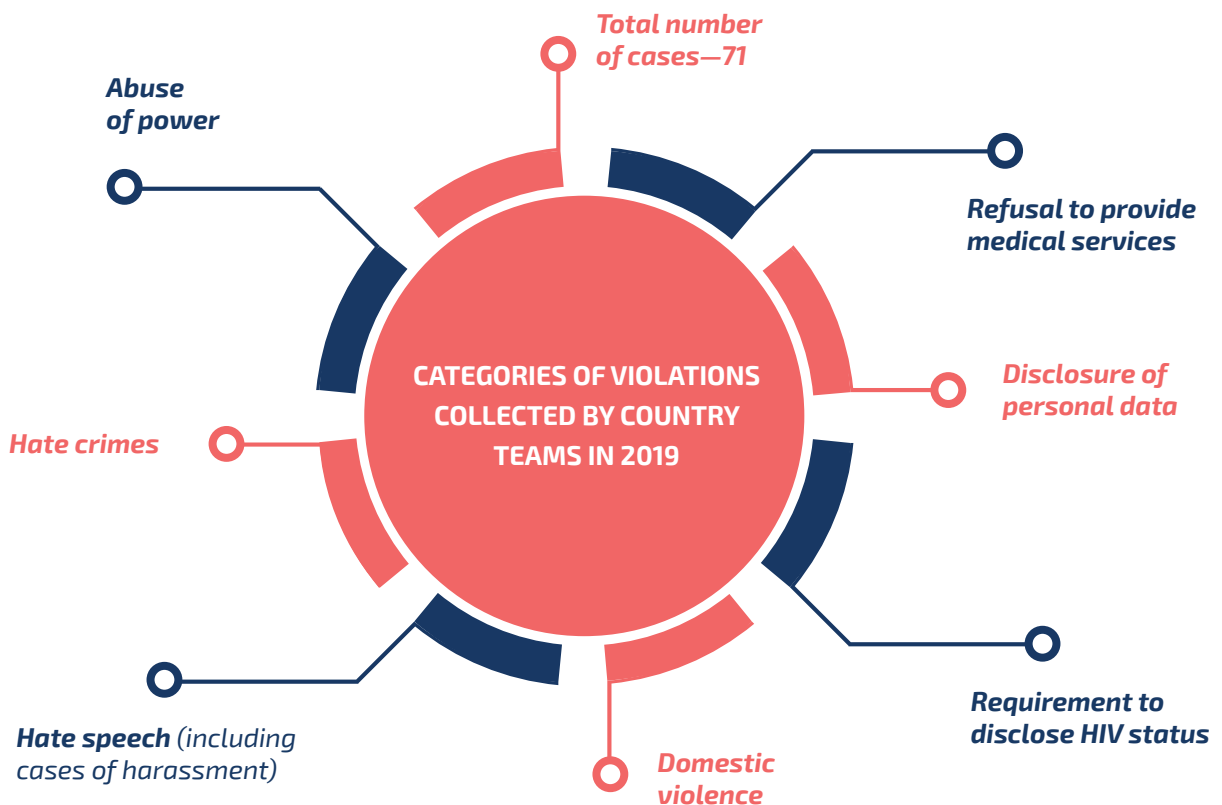 Total number
of cases—71
Abuse
of power
Refusal to provide
medical services
CATEGORIES OF VIOLATIONS
COLLECTED BY COUNTRY
TEAMS IN 2019
Disclosure of
personal data
Hate crimes
Requirement to
disclose HIV status
Hate speech (including
cases of harassment)
Domestic
violence